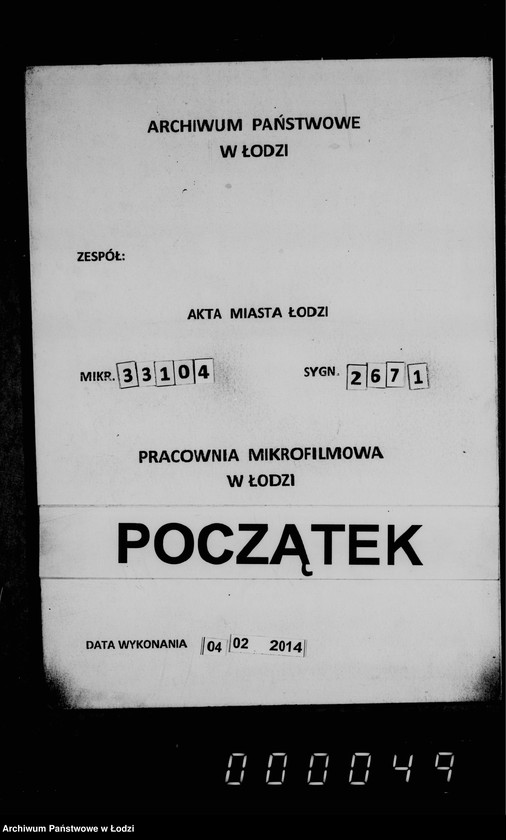 ARCHIWUM PAŃSTWOWE
W ŁODZI
ZESPÓŁ:
AKTA MIASTA ŁODZI
MIKR. 33104 SYGN. 2671
PRACOWNIA MIKROFILMOWA
W ŁODZI
POCZĄTEK
DATA WYKONANIA 04 02 2014
000049
Archiwum Państwowe w Łodzi